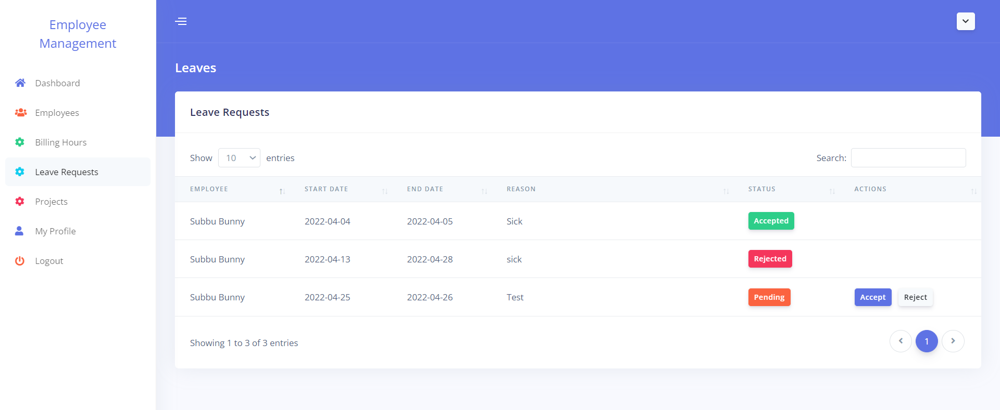 Employee
Management
Dashboard
Employees
Billing Hours
Leave Requests
Projects
My Profile
Logout
Leaves
Leave Requests
Show 10 entries Search:
EMPLOYEE START DATE END DATE REASON STATUS ACTIONS
Subbu Bunny 2022-04-04 2022-04-05 Sick Accepted
Subbu Bunny 2022-04-13 2022-04-28 sick Rejected
Subbu Bunny 2022-04-25 2022-04-26 Test Pending Accept Reject
Showing 1 to 3 of 3 entries 1